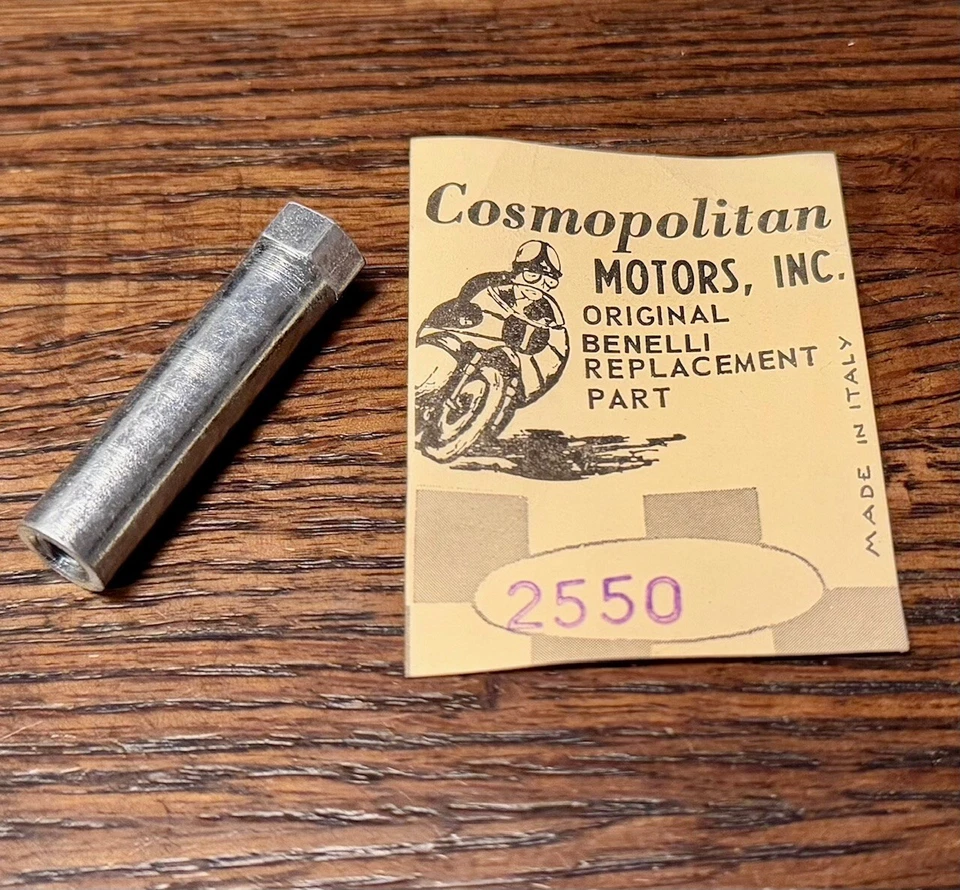 Cosmopolitan
MOTORS, INC.
ORIGINAL
BENELLI
REPLACEMENT
PART
MADE IN ITALY
2550